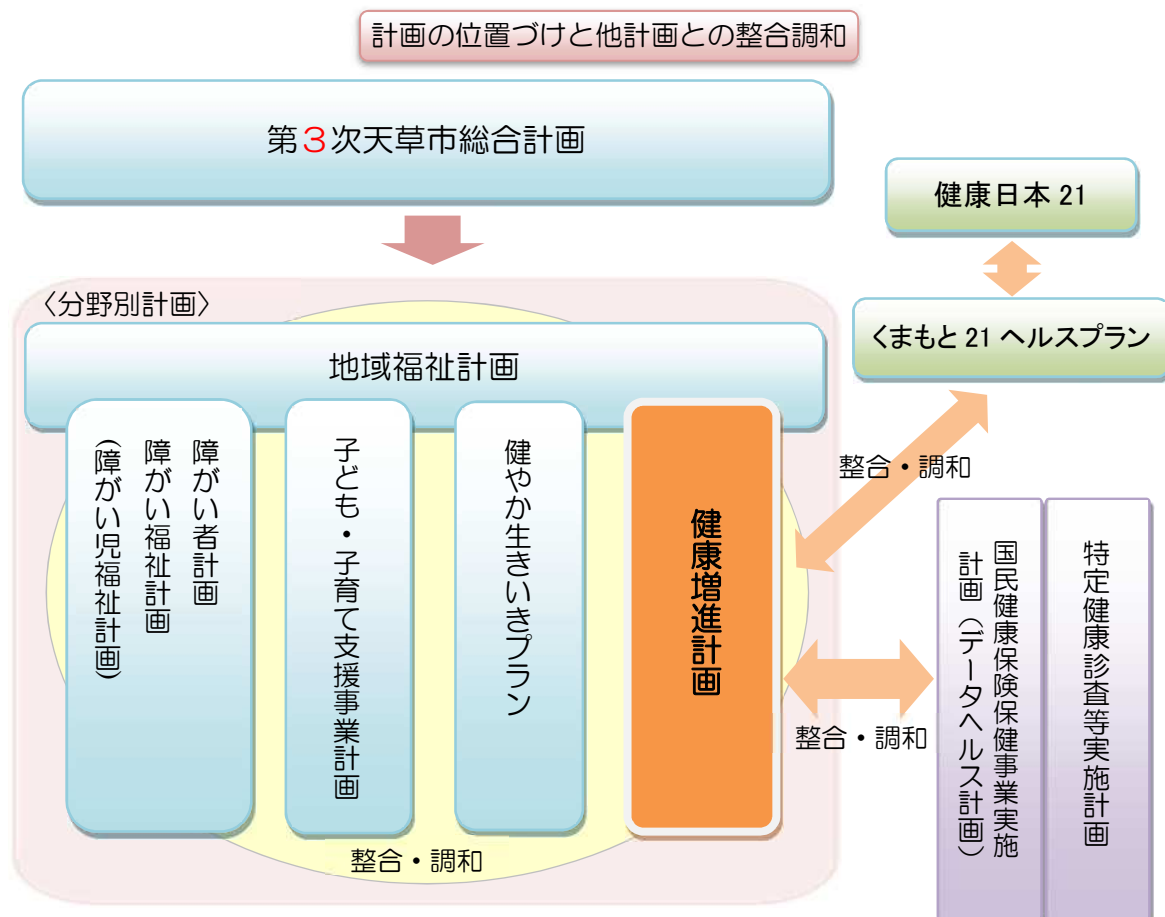 計画の位置づけと他計画との整合調和
第3次天草市総合計画
健康日本 21
くまもと 21 ヘルスプラン
〈分野別計画〉
地域福祉計画
障がい者計画
障がい福祉計画
(障がい児福祉計画)
子ども・子育て支援事業計画
健やか生きいきプラン
健康増進計画
整合・調和
整合・調和
整合・調和
国民健康保険保健事業実施
計画(データヘルス計画)
特定健康診査等実施計画